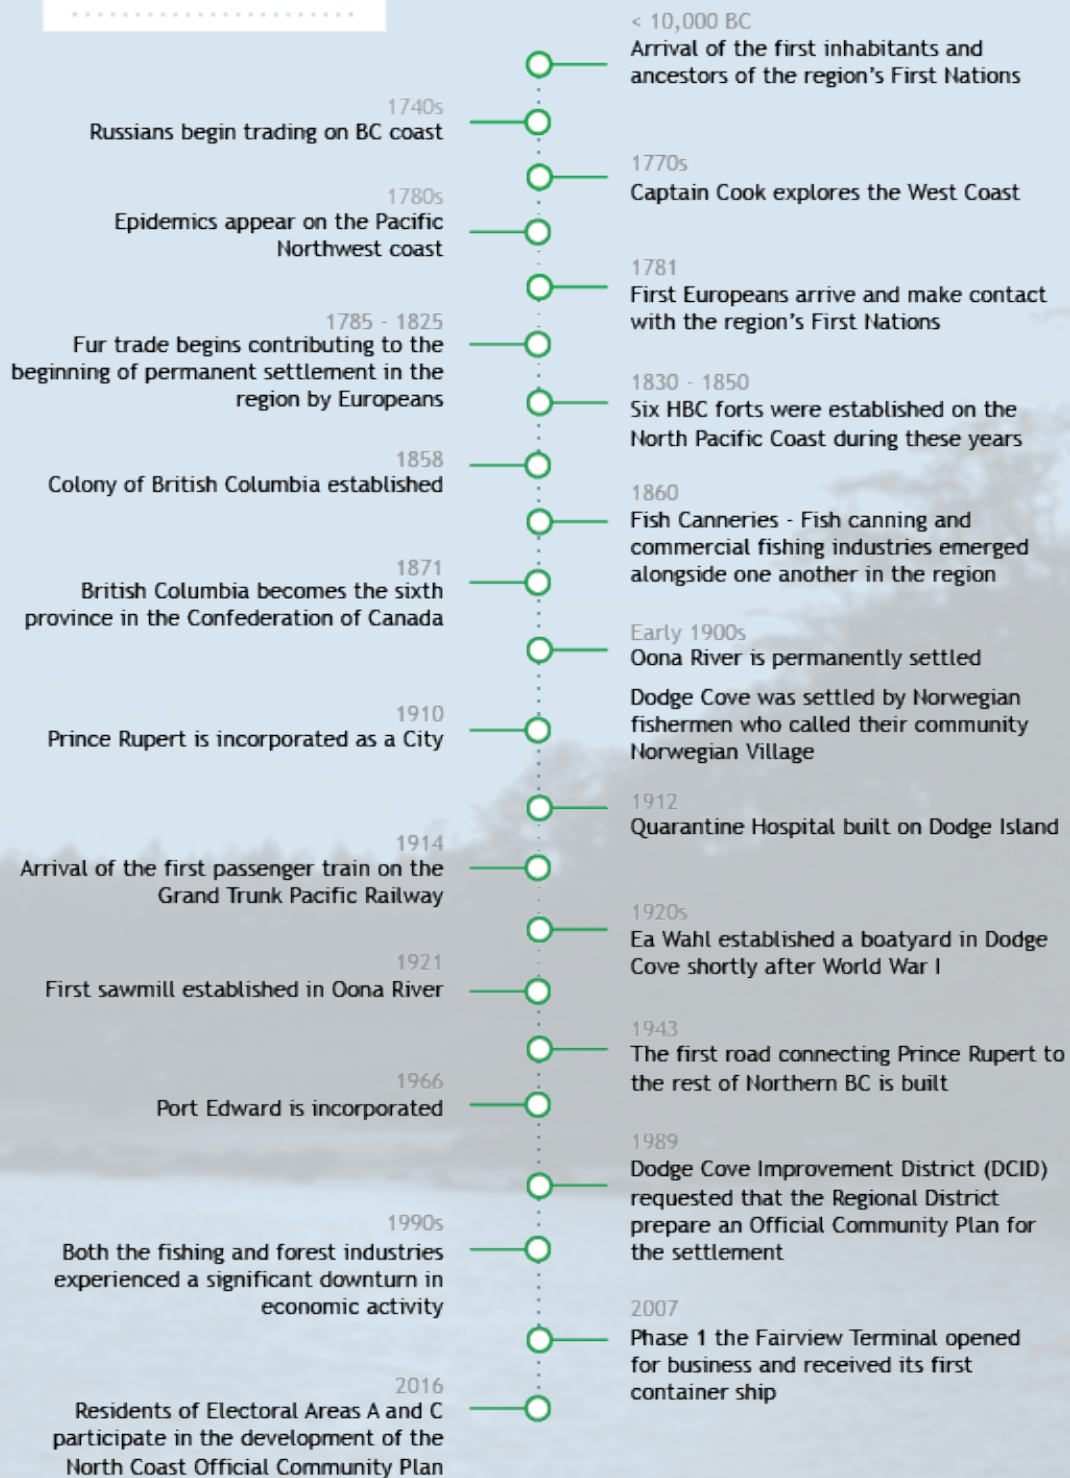 < 10,000 BC
Arrival of the first inhabitants and
ancestors of the region's First Nations
1740s
Russians begin trading on BC coast
1770s
Captain Cook explores the West Coast
1780s
Epidemics appear on the Pacific
Northwest coast
1781
First Europeans arrive and make contact
with the region's First Nations
1785 - 1825
Fur trade begins contributing to the
beginning of permanent settlement in the
region by Europeans
1830 - 1850
Six HBC forts were established on the
North Pacific Coast during these years
1858
Colony of British Columbia established
1860
Fish Canneries - Fish canning and
commercial fishing industries emerged
alongside one another in the region
1871
British Columbia becomes the sixth
province in the Confederation of Canada
Early 1900s
Oona River is permanently settled
Dodge Cove was settled by Norwegian
fishermen who called their community
Norwegian Village
1910
Prince Rupert is incorporated as a City
1912
Quarantine Hospital built on Dodge Island
1914
Arrival of the first passenger train on the
Grand Trunk Pacific Railway
1920s
Ea Wahl established a boatyard in Dodge
Cove shortly after World War I
1921
First sawmill established in Oona River
1943
The first road connecting Prince Rupert to
the rest of Northern BC is built
1966
Port Edward is incorporated
1989
Dodge Cove Improvement District (DCID)
requested that the Regional District
prepare an Official Community Plan for
the settlement
1990s
Both the fishing and forest industries
experienced a significant downturn in
economic activity
2007
Phase 1 the Fairview Terminal opened
for business and received its first
container ship
2016
Residents of Electoral Areas A and C
participate in the development of the
North Coast Official Community Plan